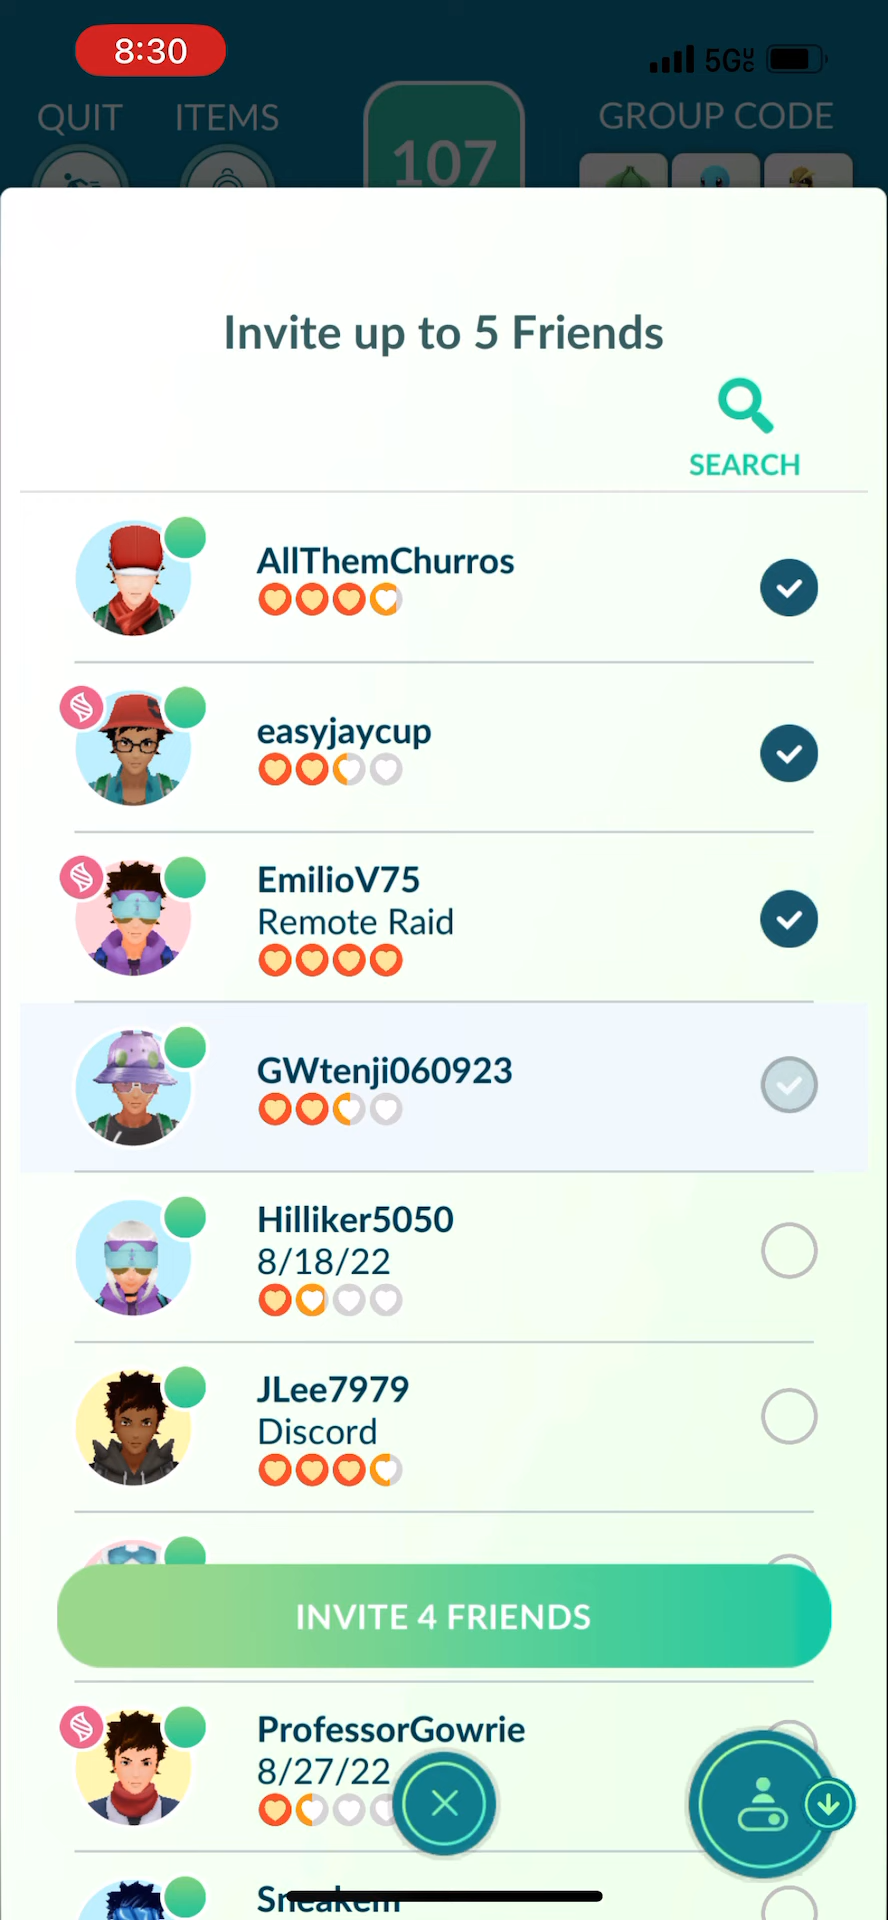 8:30
5GUC
QUIT
ITEMS
107
GROUP CODE
Invite up to 5 Friends
SEARCH
AllThemChurros
easyjaycup
EmilioV75
Remote Raid
GWtenji060923
Hilliker5050
8/18/22
JLee7979
Discord
INVITE 4 FRIENDS
ProfessorGowrie
8/27/22